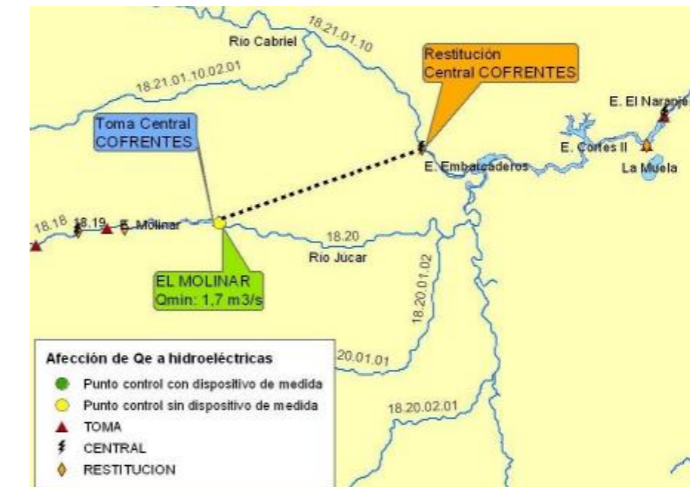 18.21.01.10
Río Cabriel
18.21.01.10.02.01
Restitución
Central COFRENTES
E. El Naranje
Toma Central
COFRENTES
E. Cortes II
E. Embarcaderos
La Muela
18.18
18.19
E. Molinar
18.20
Río Júcar
EL MOLINAR
Qmin: 1,7 m3/s
18.20.01.02
20.01.01
18.20.02.01
Afección de Qe a hidroeléctricas
Punto control con dispositivo de medida
Punto control sin dispositivo de medida
TOMA
CENTRAL
RESTITUCION